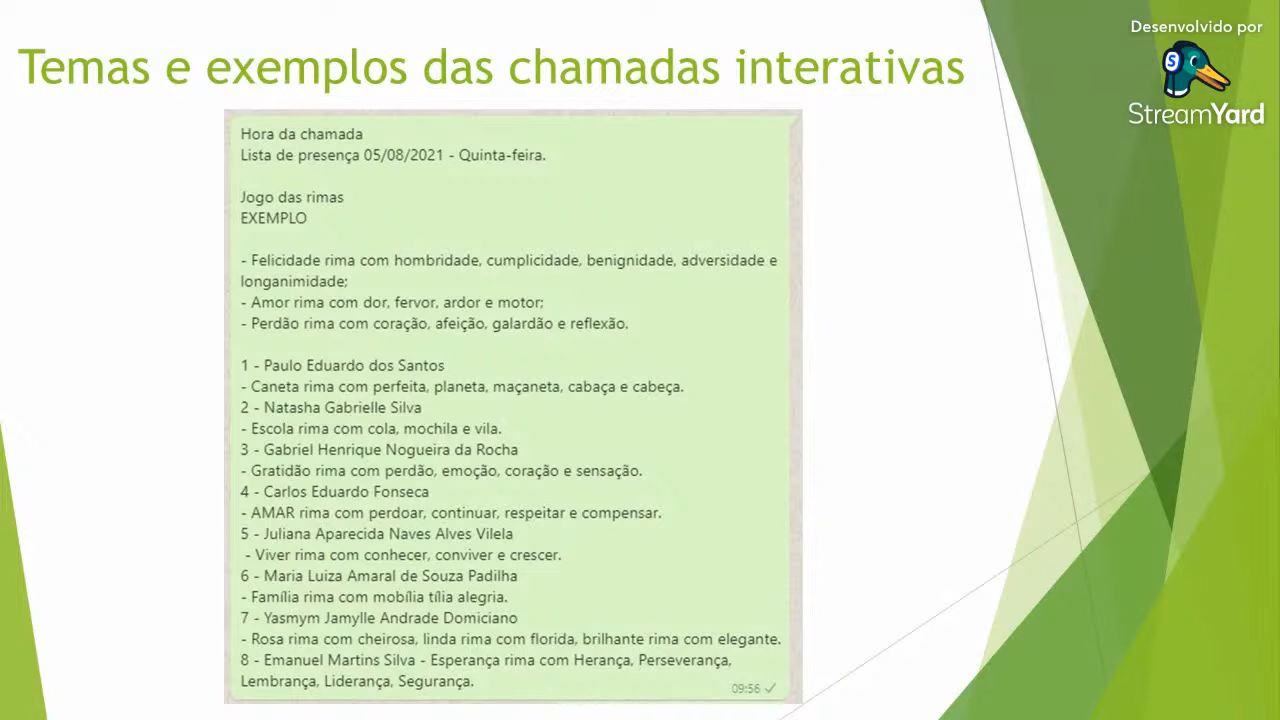 Temas e exemplos das chamadas interativas
Desenvolvido por
S
StreamYard
Hora da chamada
Lista de presença 05/08/2021 - Quinta-feira.
Jogo das rimas
EXEMPLO
- Felicidade rima com hombridade, cumplicidade, benignidade, adversidade e
longanimidade;
- Amor rima com dor, fervor, ardor e motor;
- Perdão rima com coração, afeição, galardão e reflexão.
1 - Paulo Eduardo dos Santos
- Caneta rima com perfeita, planeta, maçaneta, cabaça e cabeça.
2 - Natasha Gabrielle Silva
- Escola rima com cola, mochila e vila.
3 - Gabriel Henrique Nogueira da Rocha
- Gratidão rima com perdão, emoção, coração e sensação.
4 - Carlos Eduardo Fonseca
- AMAR rima com perdoar, continuar, respeitar e compensar.
5 - Juliana Aparecida Naves Alves Vilela
- Viver rima com conhecer, conviver e crescer.
6 - Maria Luiza Amaral de Souza Padilha
- Família rima com mobília tília alegria.
7 - Yasmym Jamylle Andrade Domiciano
- Rosa rima com cheirosa, linda rima com florida, brilhante rima com elegante.
8 - Emanuel Martins Silva - Esperança rima com Herança, Perseverança,
Lembrança, Liderança, Segurança.
09:56